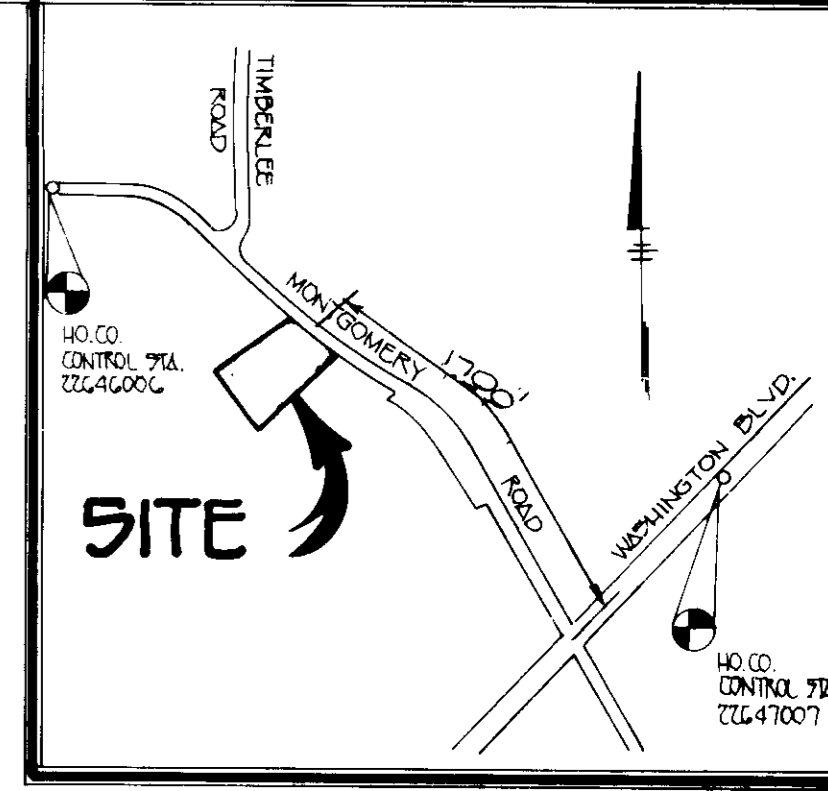 TIMBERLEE
ROAD
MONTGOMERY
1700'
ROAD
WASHINGTON BLVD.
HO.CO.
CONTROL STA.
22646006
SITE
HO.CO.
CONTROL STA
22647007